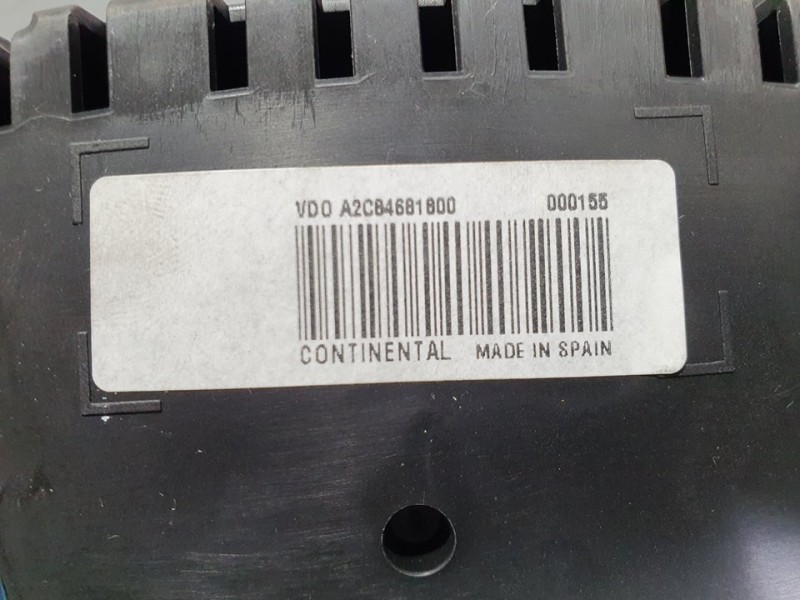 VDO A2C84681800 000155
CONTINENTAL MADE IN SPAIN